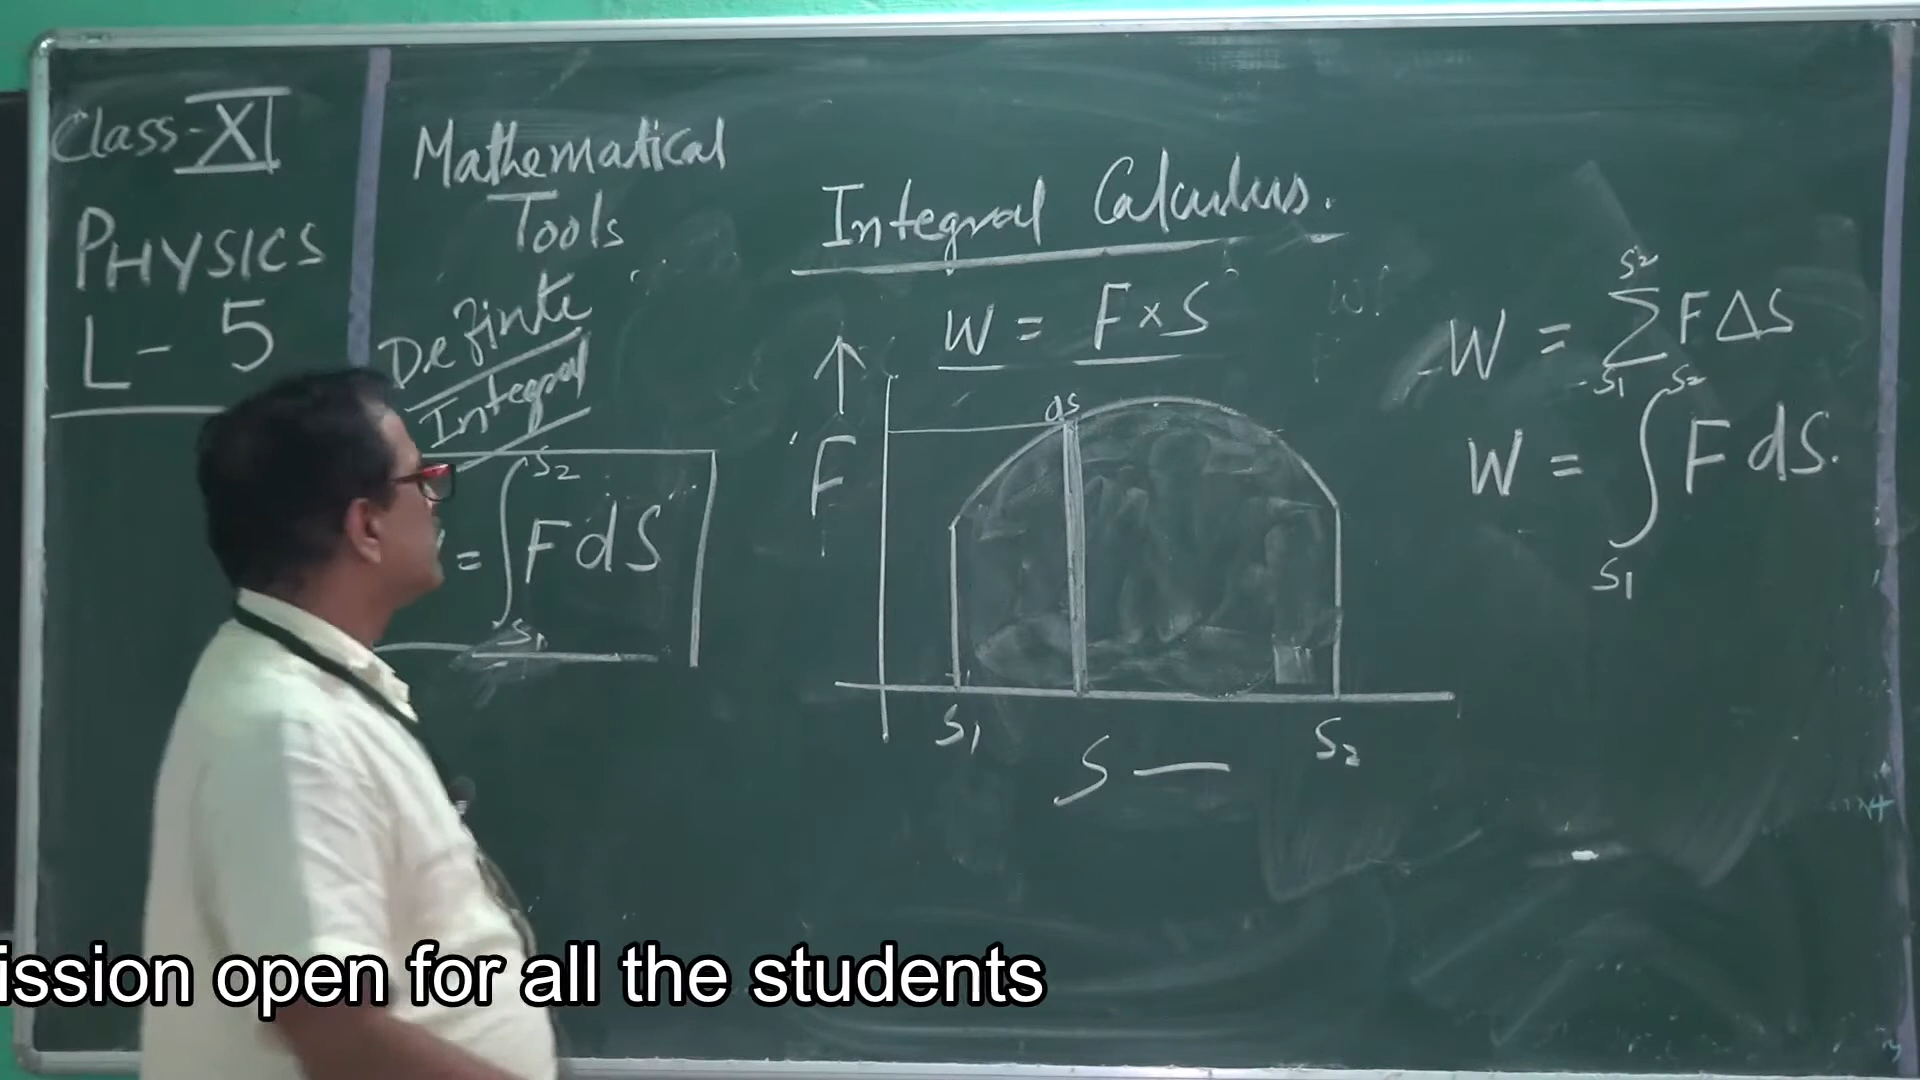 Class-XI
PHYSICS
L- 5
Mathematical
Tools
Definite
Integral
= ∫ S2 S1 F dS
Integral Calculus.
W = F×S
F
dS
S1
S2
S —
W = Σ S2 S1 F ΔS
W = ∫ S2 S1 F dS.
ission open for all the students